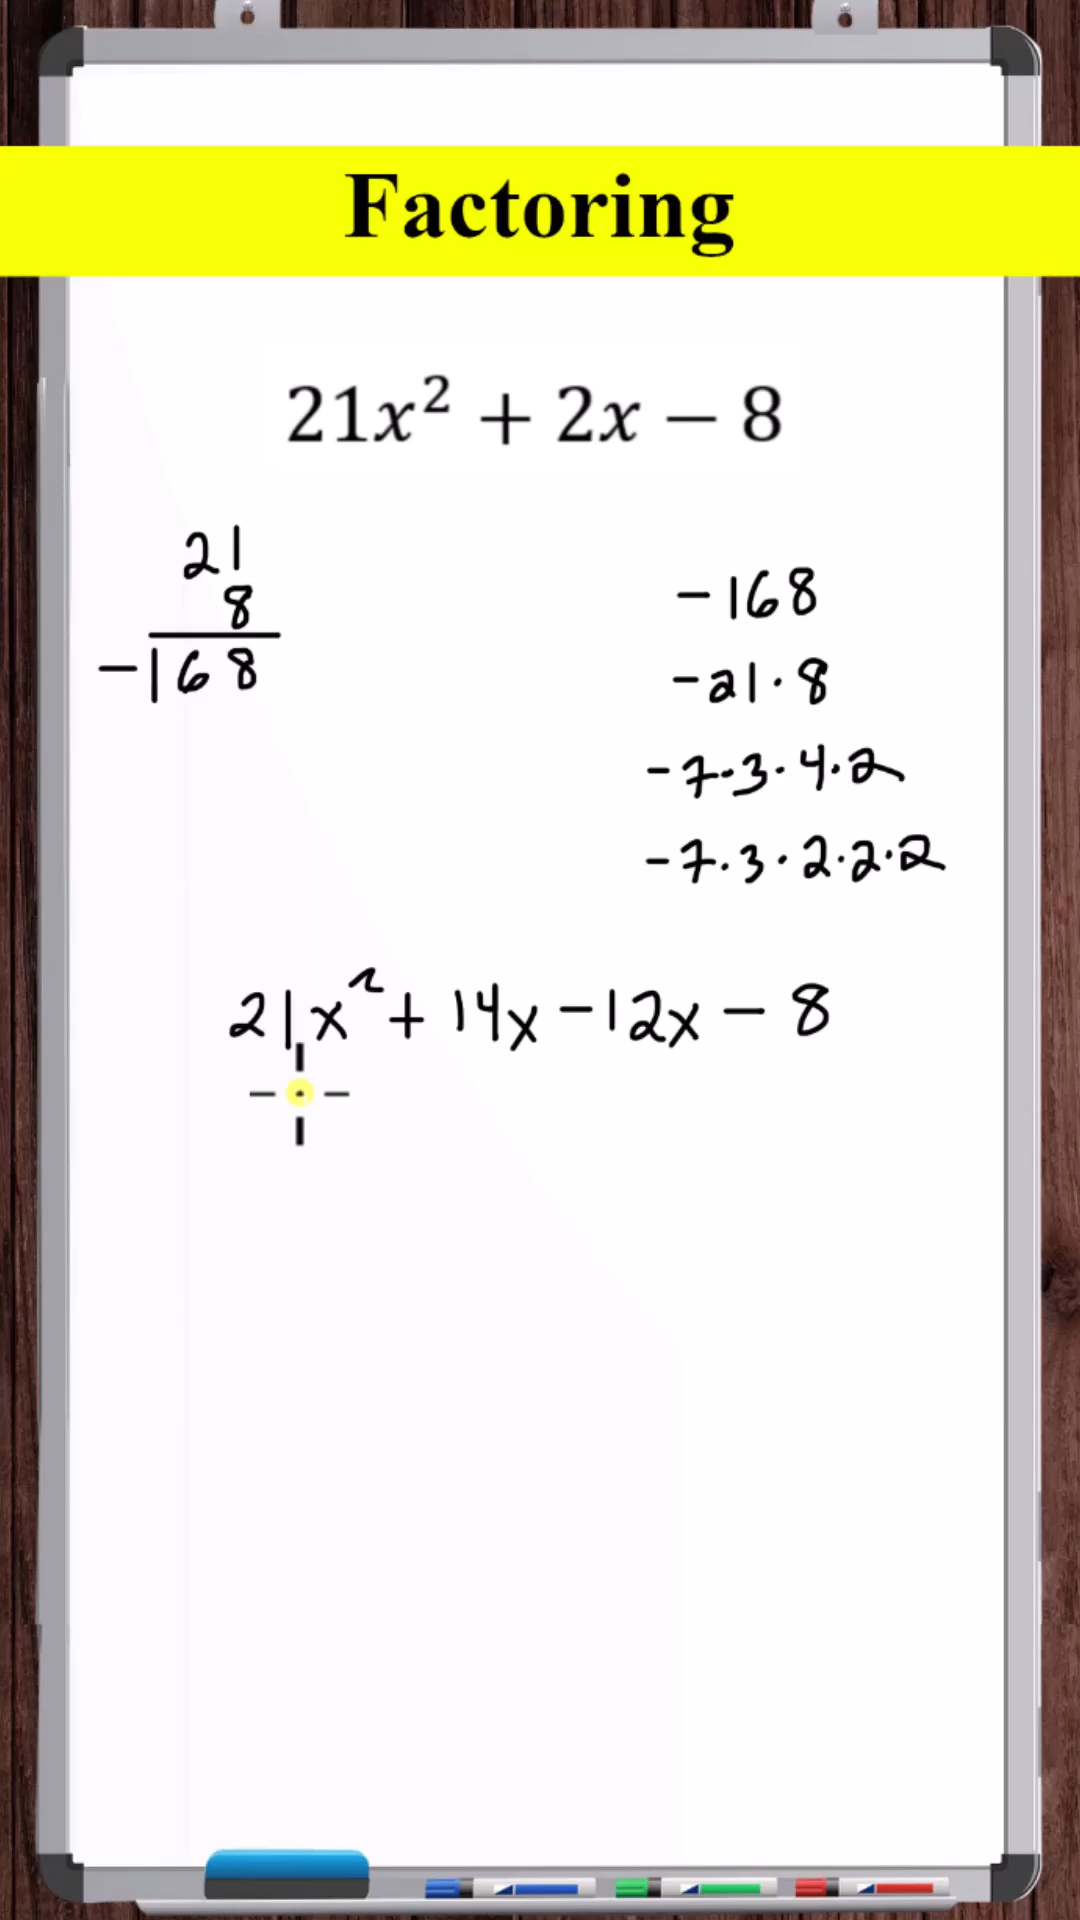 Factoring
21x² + 2x − 8
21
8
−168
−168
−21·8
−7·3·4·2
−7·3·2·2·2
21x² + 14x − 12x − 8